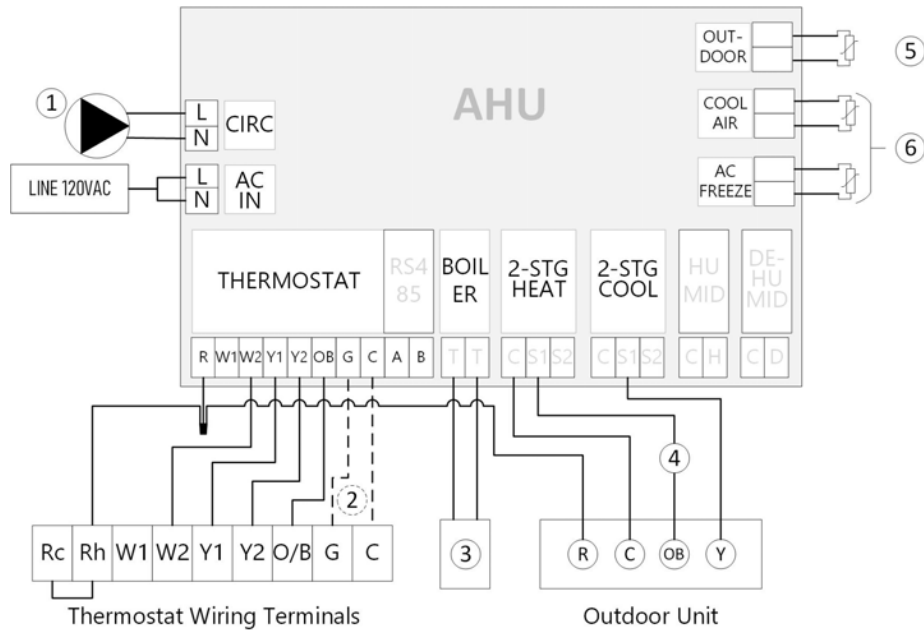 AHU
OUT-
DOOR
5
COOL
AIR
6
AC
FREEZE
1
L
N
CIRC
LINE 120VAC
L
N
AC
IN
THERMOSTAT
RS4
85
BOIL
ER
2-STG
HEAT
2-STG
COOL
HU
MID
DE-
HU
MID
R W1 W2 Y1 Y2 OB G C A B T T C S1 S2 C S1 S2 C H C D
4
2
Rc Rh W1 W2 Y1 Y2 O/B G C
3
R C OB Y
Thermostat Wiring Terminals
Outdoor Unit